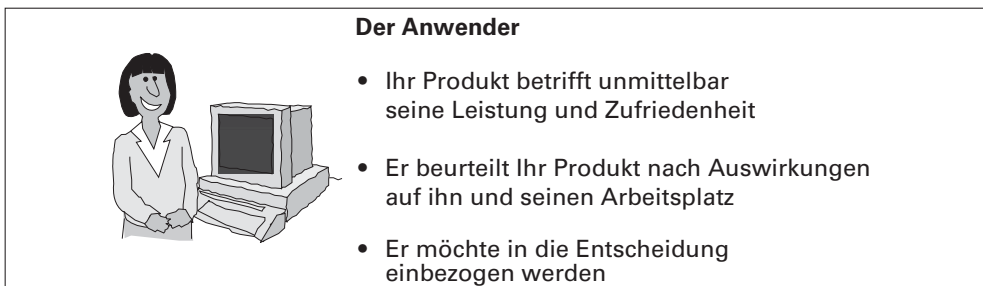 Der Anwender
• Ihr Produkt betrifft unmittelbar
seine Leistung und Zufriedenheit
• Er beurteilt Ihr Produkt nach Auswirkungen
auf ihn und seinen Arbeitsplatz
• Er möchte in die Entscheidung
einbezogen werden